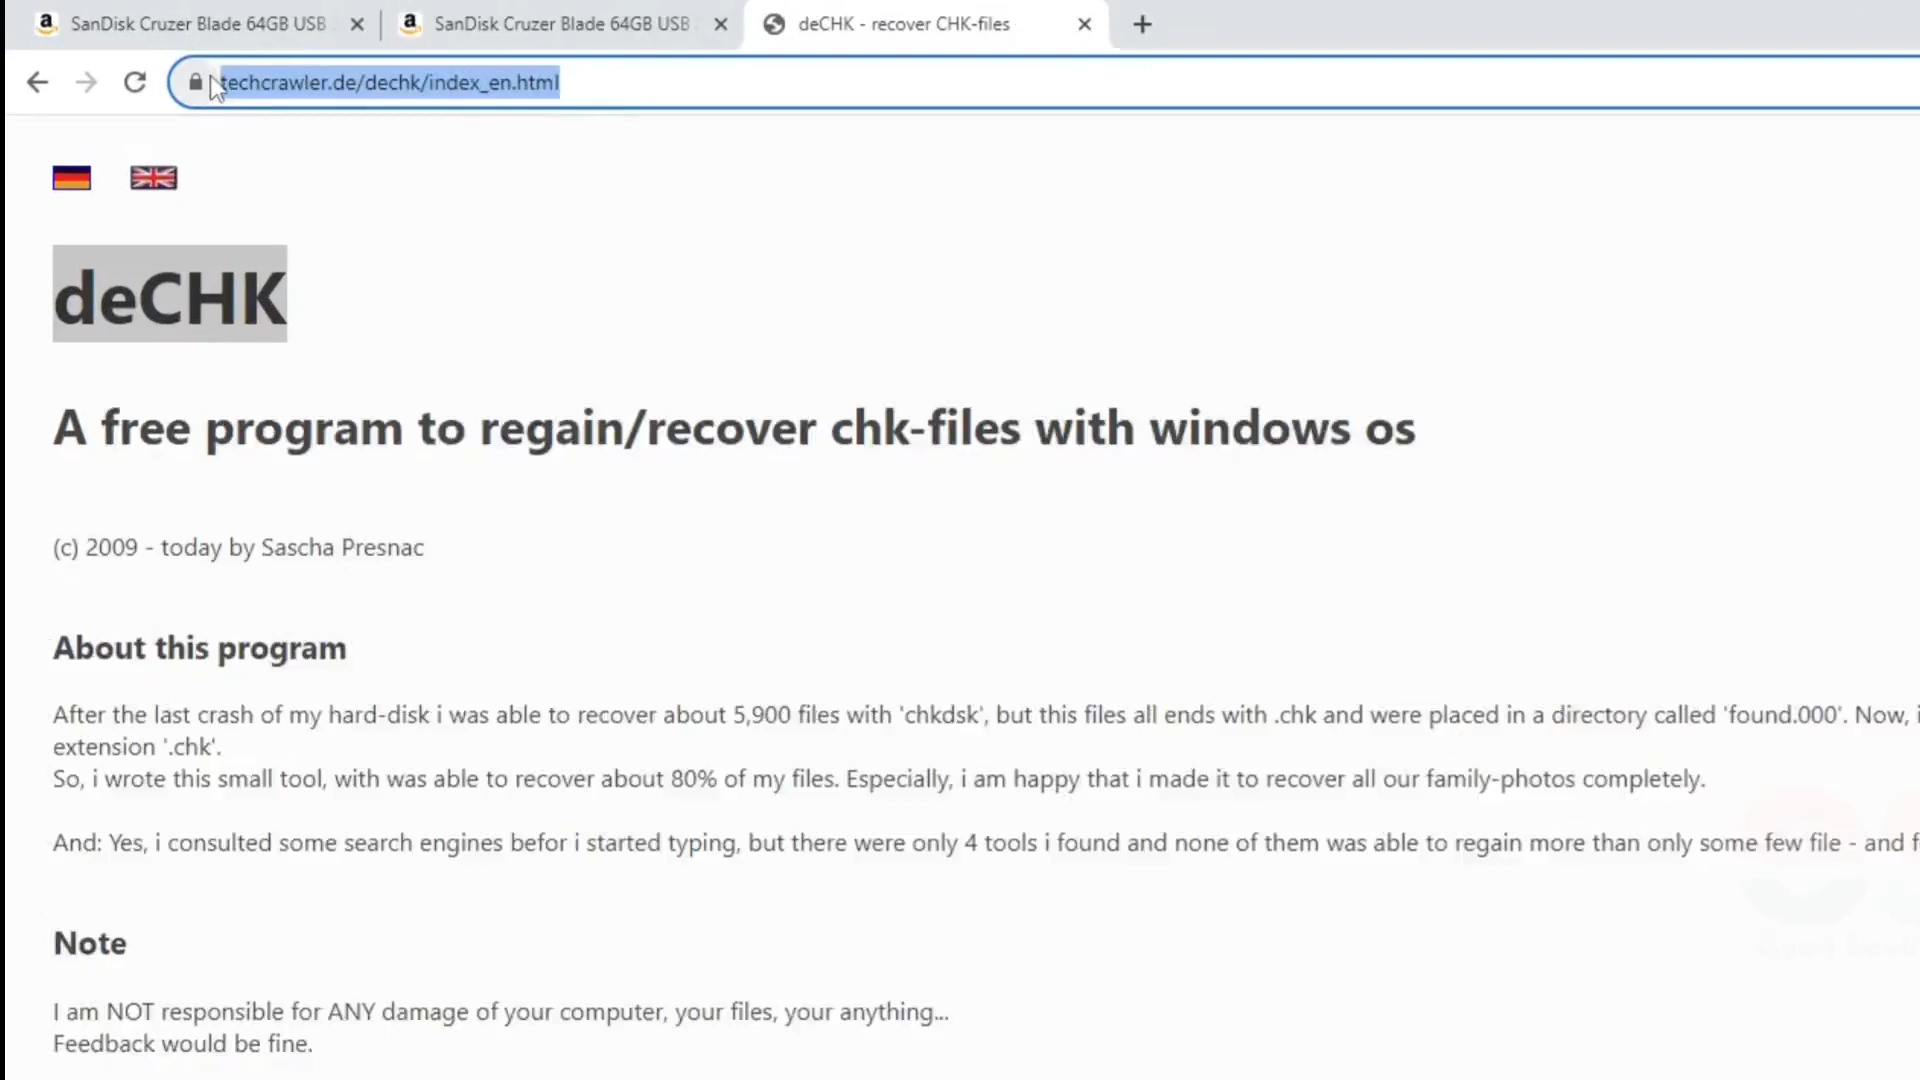 SanDisk Cruzer Blade 64GB USB
SanDisk Cruzer Blade 64GB USB
deCHK - recover CHK-files
techcrawler.de/dechk/index_en.html
deCHK
A free program to regain/recover chk-files with windows os
(c) 2009 - today by Sascha Presnac
About this program
After the last crash of my hard-disk i was able to recover about 5,900 files with 'chkdsk', but this files all ends with .chk and were placed in a directory called 'found.000'. Now, i
extension '.chk'.
So, i wrote this small tool, with was able to recover about 80% of my files. Especially, i am happy that i made it to recover all our family-photos completely.
And: Yes, i consulted some search engines befor i started typing, but there were only 4 tools i found and none of them was able to regain more than only some few file - and f
Note
I am NOT responsible for ANY damage of your computer, your files, your anything...
Feedback would be fine.